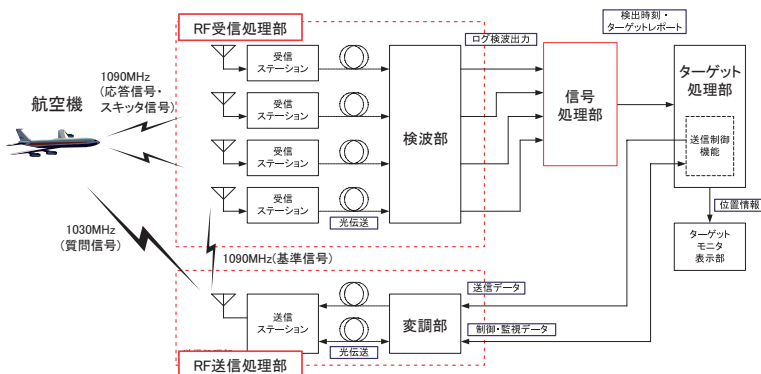 RF受信処理部
検出時刻・
ターゲットレポート
ログ検波出力
受信
ステーション
ターゲット
処理部
1090MHz
(応答信号・
スキッタ信号)
航空機
受信
ステーション
信号
処理部
検波部
送信制御
機能
受信
ステーション
受信
ステーション
光伝送
位置情報
1030MHz
(質問信号)
ターゲット
モニタ
表示部
1090MHz(基準信号)
送信データ
送信
ステーション
変調部
制御・監視データ
光伝送
RF送信処理部